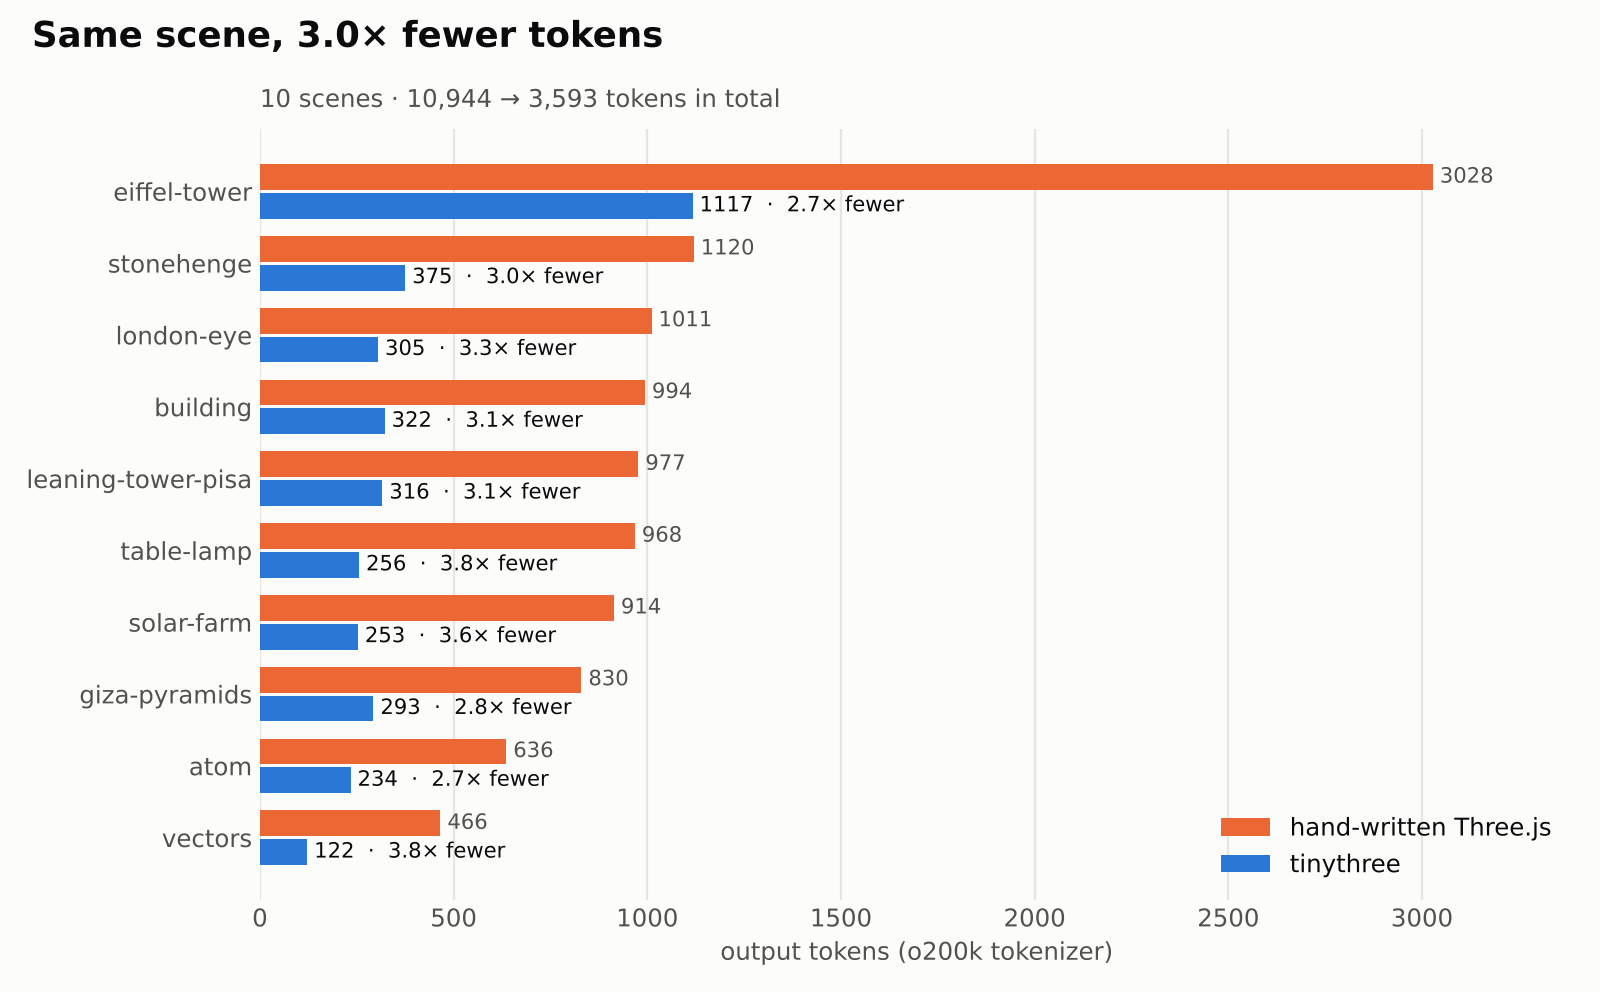 Same scene, 3.0× fewer tokens
10 scenes · 10,944 → 3,593 tokens in total
eiffel-tower
3028
1117 · 2.7× fewer
stonehenge
1120
375 · 3.0× fewer
london-eye
1011
305 · 3.3× fewer
building
994
322 · 3.1× fewer
leaning-tower-pisa
977
316 · 3.1× fewer
table-lamp
968
256 · 3.8× fewer
solar-farm
914
253 · 3.6× fewer
giza-pyramids
830
293 · 2.8× fewer
atom
636
234 · 2.7× fewer
vectors
466
122 · 3.8× fewer
hand-written Three.js
tinythree
0 500 1000 1500 2000 2500 3000
output tokens (o200k tokenizer)